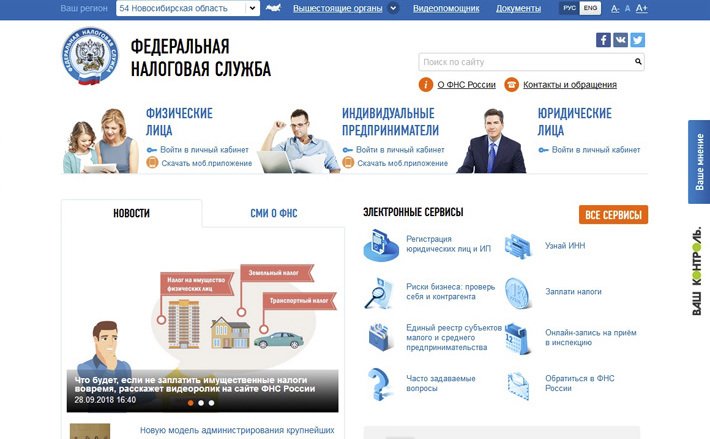 Ваш регион
54 Новосибирская область
Вышестоящие органы
Видеопомощник
Документы
РУС ENG
A- A A+
ФЕДЕРАЛЬНАЯ НАЛОГОВАЯ СЛУЖБА
ФЕДЕРАЛЬНАЯ
НАЛОГОВАЯ СЛУЖБА
Поиск по сайту
О ФНС России
Контакты и обращения
ФИЗИЧЕСКИЕ
ЛИЦА
Войти в личный кабинет
Скачать моб.приложение
ИНДИВИДУАЛЬНЫЕ
ПРЕДПРИНИМАТЕЛИ
Войти в личный кабинет
Скачать моб.приложение
ЮРИДИЧЕСКИЕ
ЛИЦА
Войти в личный кабинет
Ваше мнение
ВАШ КОНТРОЛЬ.
НОВОСТИ
СМИ О ФНС
Налог на имущество
физических лиц
Земельный налог
Транспортный налог
Что будет, если не заплатить имущественные налоги
вовремя, расскажет видеоролик на сайте ФНС России
28.09.2018 16:40
Новую модель администрирования крупнейших
ЭЛЕКТРОННЫЕ СЕРВИСЫ
ВСЕ СЕРВИСЫ
Регистрация
юридических лиц и ИП
Узнай ИНН
Риски бизнеса: проверь
себя и контрагента
Заплати налоги
Единый реестр субъектов
малого и среднего
предпринимательства
Онлайн-запись на приём
в инспекцию
Часто задаваемые
вопросы
Обратиться в ФНС
России